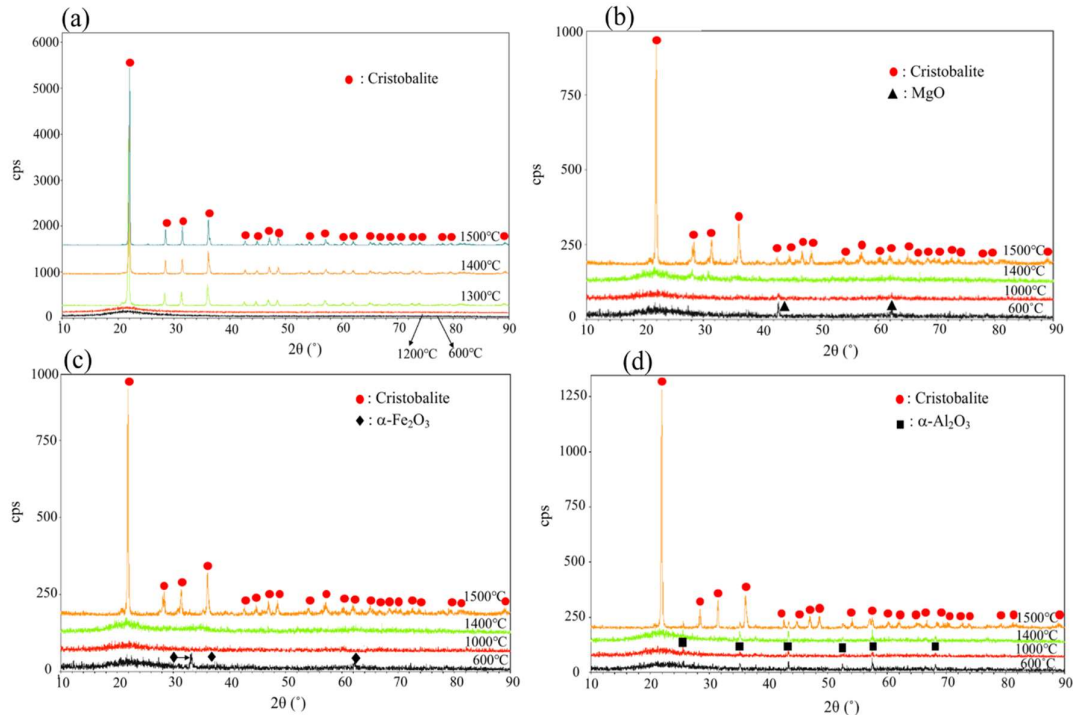 (a)
6000
5000
4000
3000
2000
1000
0
cps
: Cristobalite
1500℃
1400℃
1300℃
10 20 30 40 50 60 70 80 90
2θ (˚)
1200℃ 600℃
(b)
1000
750
500
250
0
cps
: Cristobalite
: MgO
1500℃
1400℃
1000℃
600℃
10 20 30 40 50 60 70 80 90
2θ (˚)
(c)
1000
750
500
250
0
cps
: Cristobalite
: α-Fe₂O₃
1500℃
1400℃
1000℃
600℃
10 20 30 40 50 60 70 80 90
2θ (˚)
(d)
1250
1000
750
500
250
0
cps
: Cristobalite
: α-Al₂O₃
1500℃
1400℃
1000℃
600℃
10 20 30 40 50 60 70 80 90
2θ (˚)